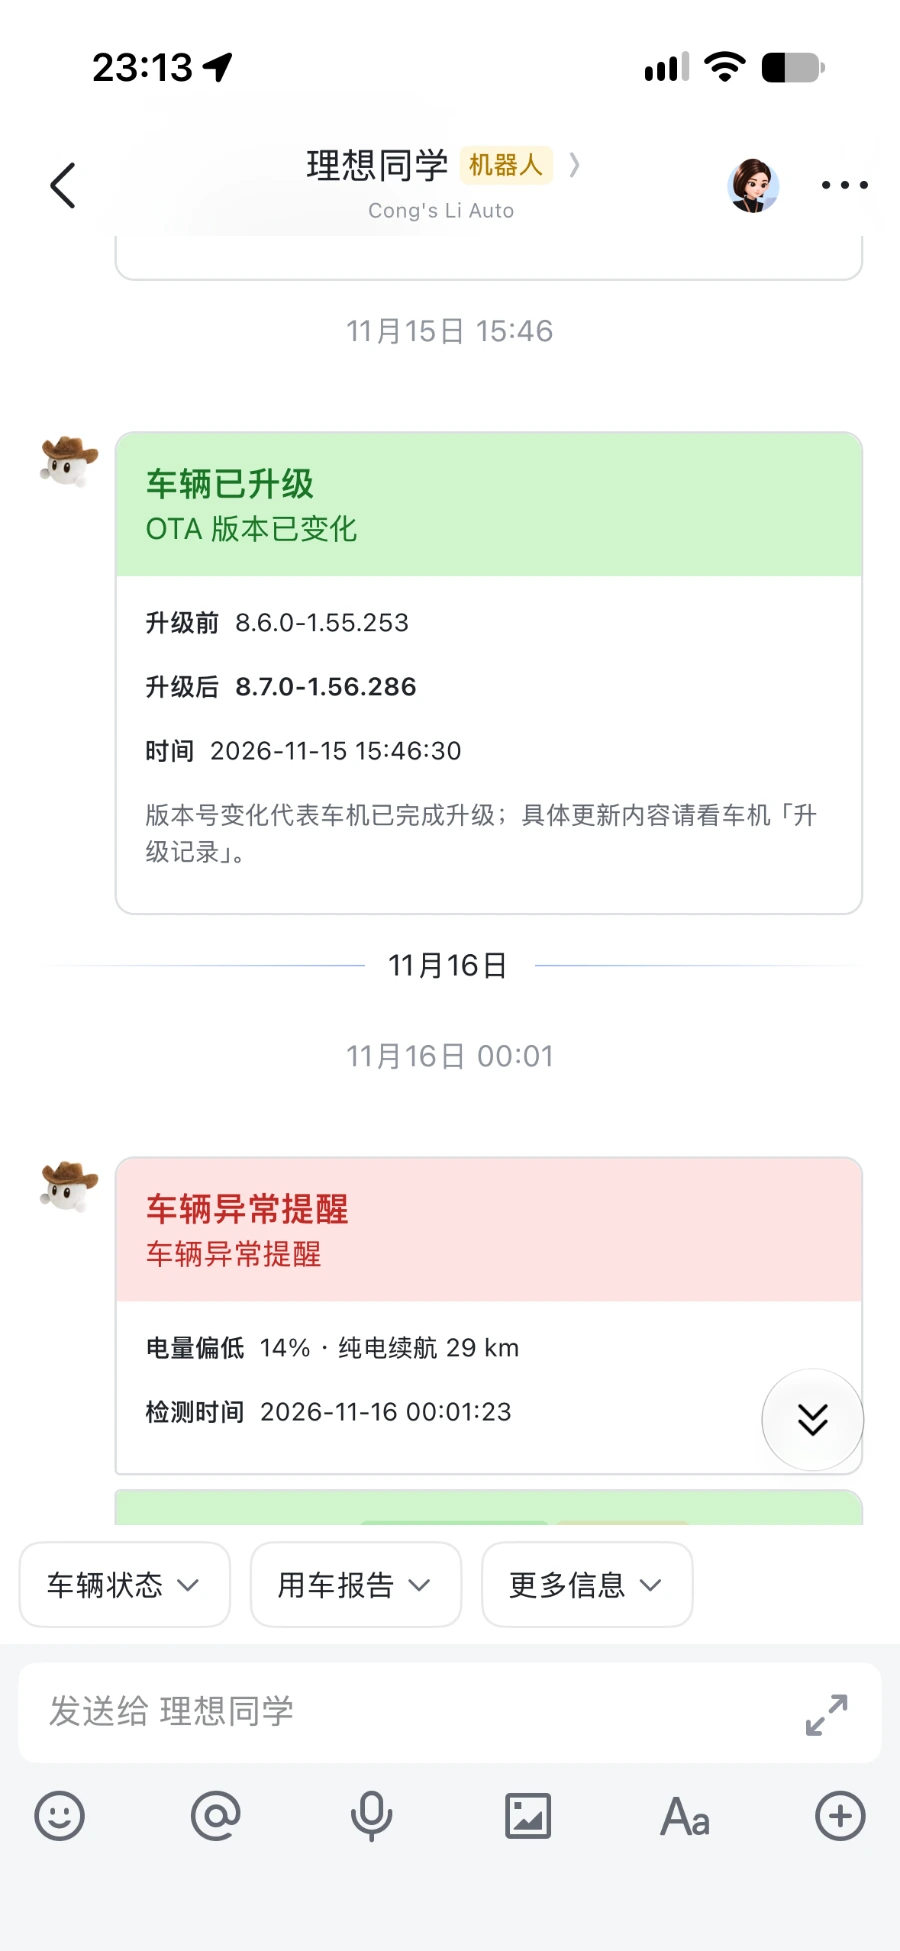 23:13
理想同学 机器人
Cong's Li Auto
11月15日 15:46
车辆已升级
OTA 版本已变化
升级前 8.6.0-1.55.253
升级后 8.7.0-1.56.286
时间 2026-11-15 15:46:30
版本号变化代表车机已完成升级；具体更新内容请看车机「升
级记录」。
11月16日
11月16日 00:01
车辆异常提醒
车辆异常提醒
电量偏低 14% · 纯电续航 29 km
检测时间 2026-11-16 00:01:23
车辆状态 用车报告 更多信息
发送给 理想同学
Aa